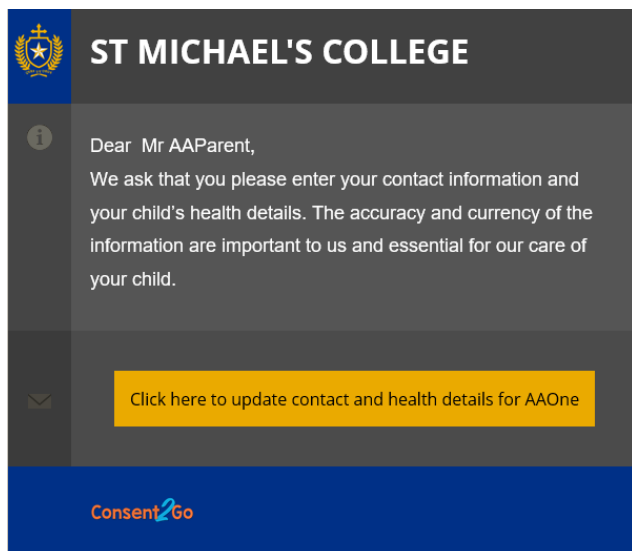 ST MICHAEL'S COLLEGE
Dear Mr AAParent,
We ask that you please enter your contact information and
your child's health details. The accuracy and currency of the
information are important to us and essential for our care of
your child.
Click here to update contact and health details for AAOne
Consent2Go